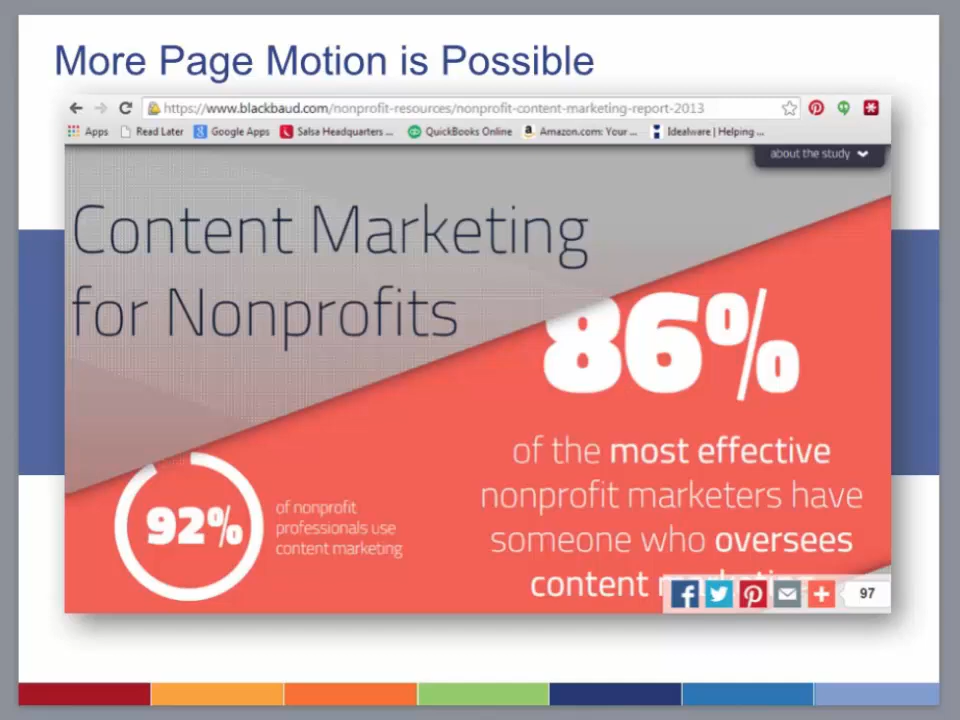 More Page Motion is Possible
https://www.blackbaud.com/nonprofit-resources/nonprofit-content-marketing-report-2013
Apps Read Later Google Apps Salsa Headquarters ... QuickBooks Online Amazon.com: Your ... Idealware | Helping ...
about the study
Content Marketing
for Nonprofits
86%
of the most effective
nonprofit marketers have
someone who oversees
content
92%
of nonprofit
professionals use
content marketing
97